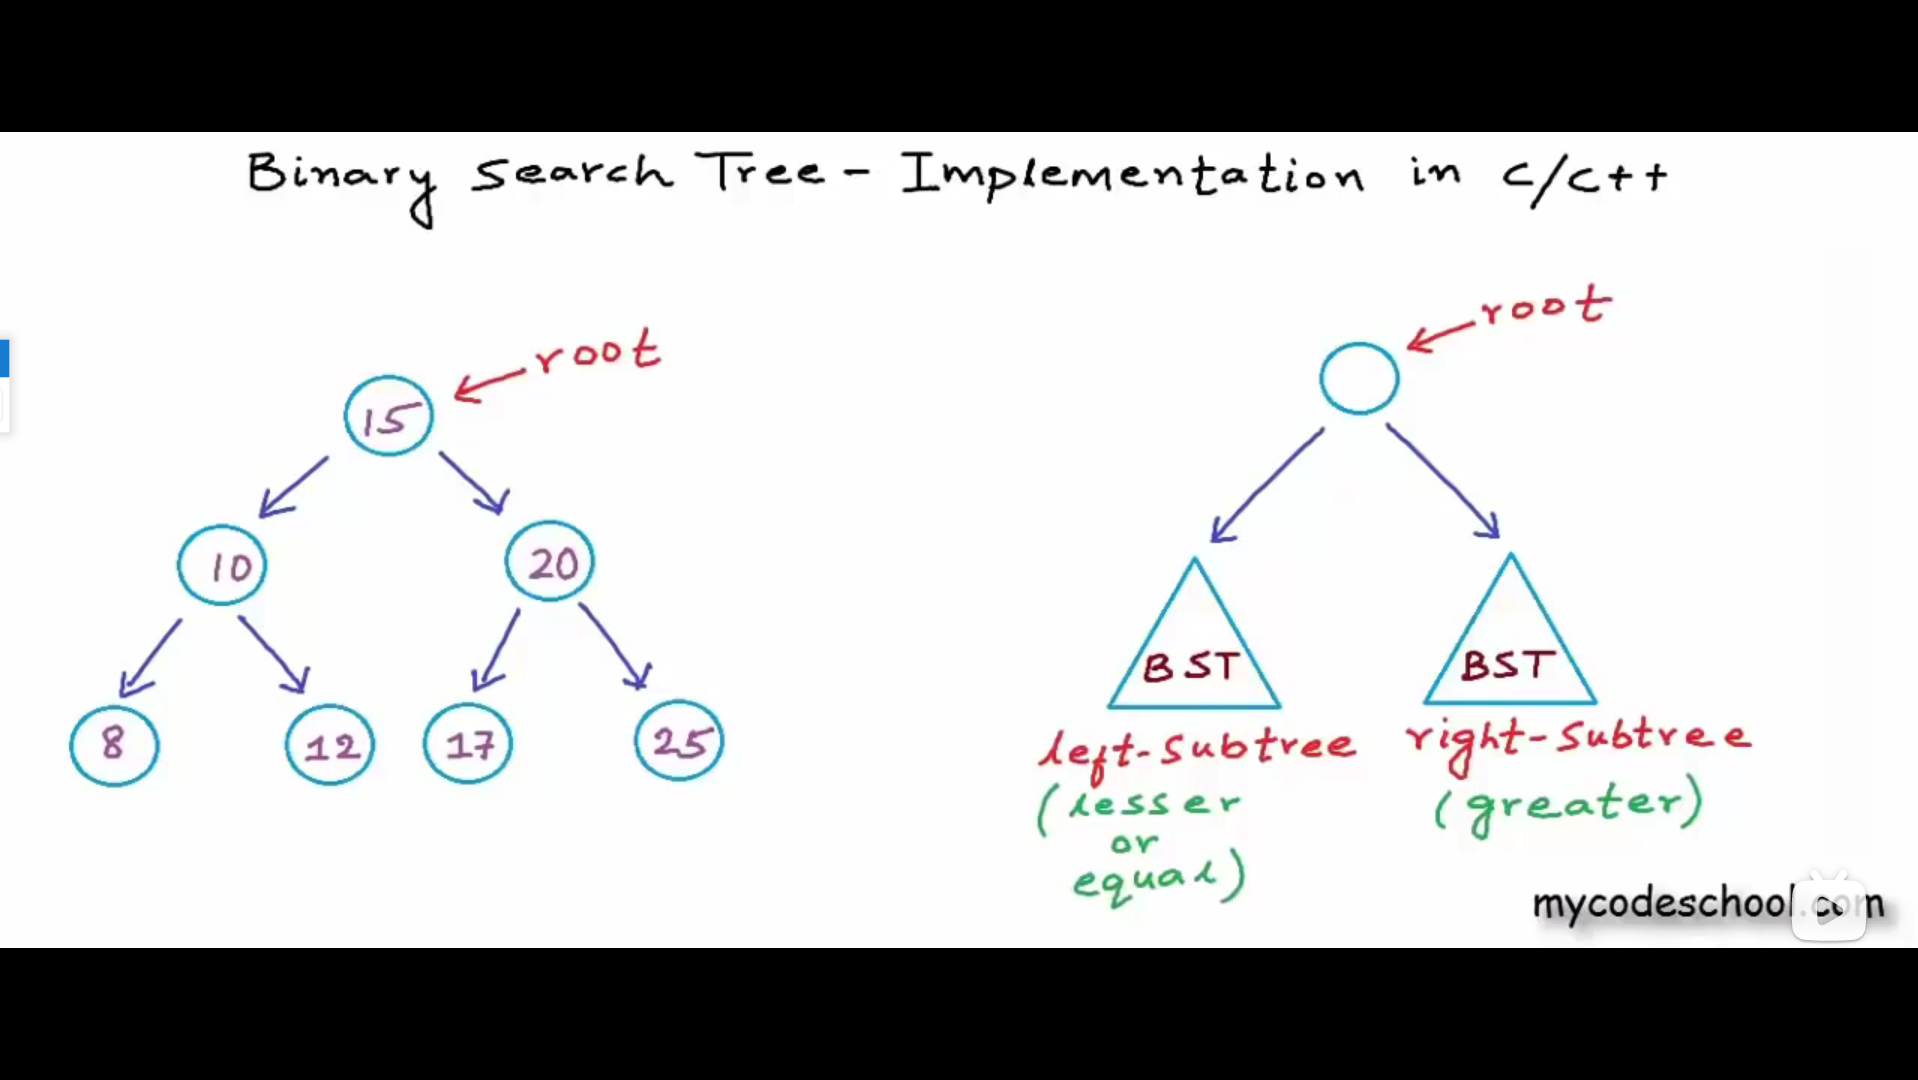 Binary Search Tree - Implementation in C/C++
root
15
10
20
8
12
17
25
root
BST
BST
left-subtree
(lesser
or
equal)
right-subtree
(greater)
mycodeschool.com